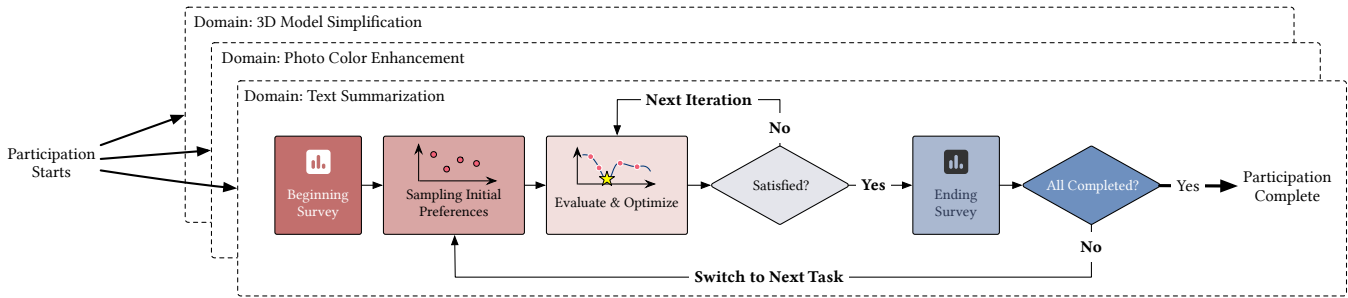 Domain: 3D Model Simplification
Domain: Photo Color Enhancement
Domain: Text Summarization
Participation
Starts
Beginning
Survey
Sampling Initial
Preferences
Evaluate & Optimize
Next Iteration
No
Satisfied?
Yes
Ending
Survey
All Completed?
Yes
Participation
Complete
No
Switch to Next Task